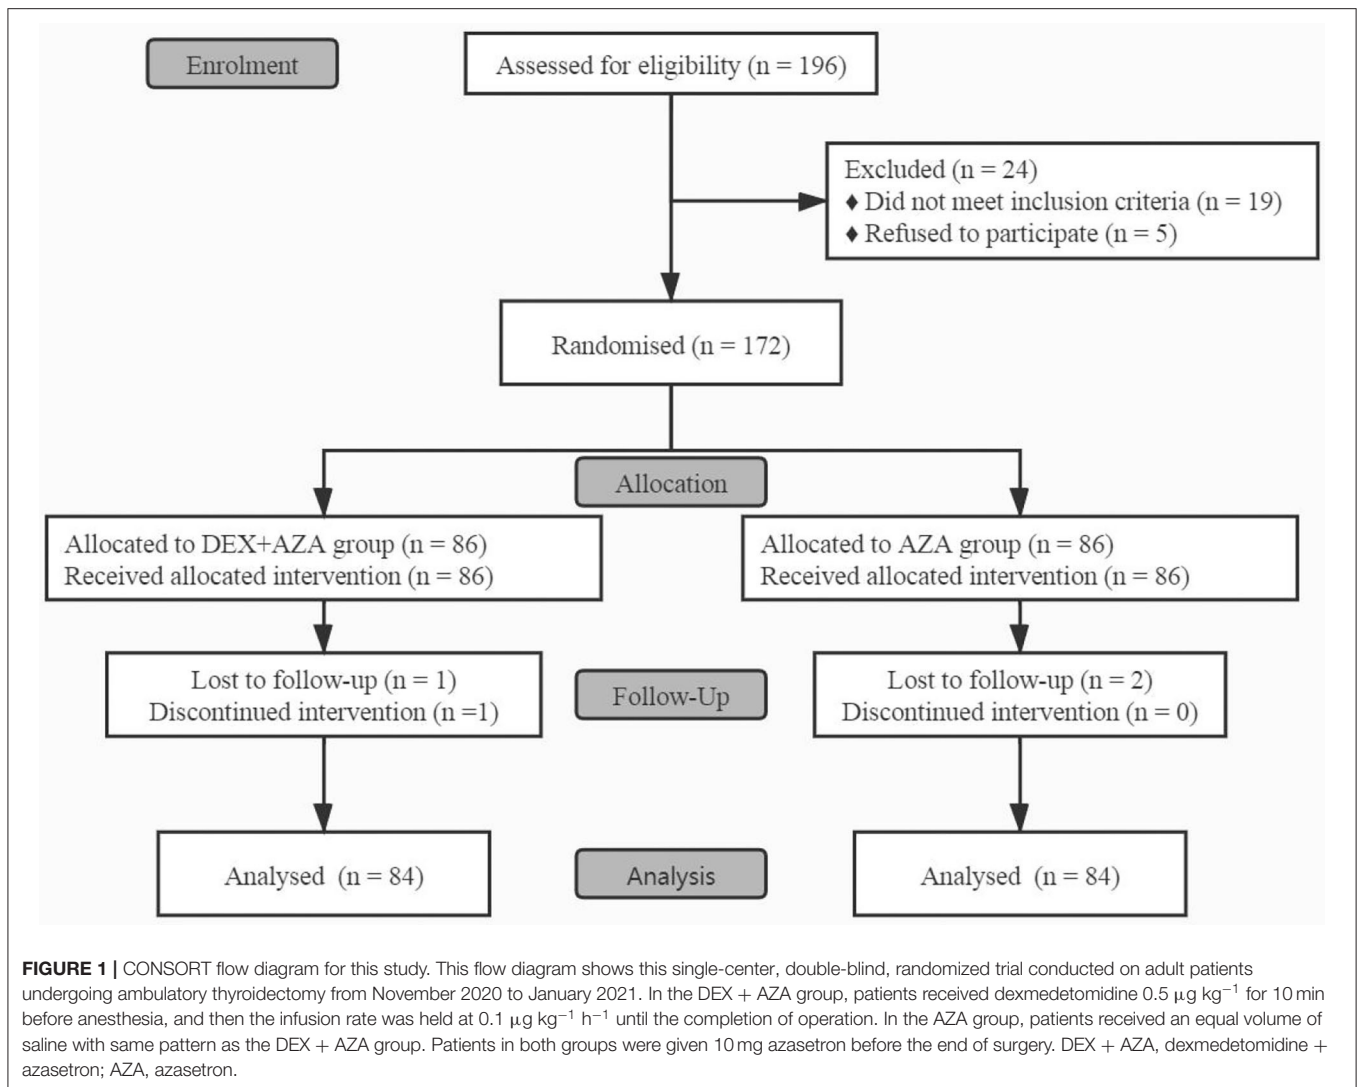 Enrolment
Assessed for eligibility (n = 196)
Excluded (n = 24)
♦ Did not meet inclusion criteria (n = 19)
♦ Refused to participate (n = 5)
Randomised (n = 172)
Allocation
Allocated to DEX+AZA group (n = 86)
Received allocated intervention (n = 86)
Allocated to AZA group (n = 86)
Received allocated intervention (n = 86)
Lost to follow-up (n = 1)
Discontinued intervention (n =1)
Follow-Up
Lost to follow-up (n = 2)
Discontinued intervention (n = 0)
Analysed (n = 84)
Analysis
Analysed (n = 84)
FIGURE 1 | CONSORT flow diagram for this study. This flow diagram shows this single-center, double-blind, randomized trial conducted on adult patients
undergoing ambulatory thyroidectomy from November 2020 to January 2021. In the DEX + AZA group, patients received dexmedetomidine 0.5 μg kg⁻¹ for 10 min
before anesthesia, and then the infusion rate was held at 0.1 μg kg⁻¹ h⁻¹ until the completion of operation. In the AZA group, patients received an equal volume of
saline with same pattern as the DEX + AZA group. Patients in both groups were given 10 mg azasetron before the end of surgery. DEX + AZA, dexmedetomidine +
azasetron; AZA, azasetron.